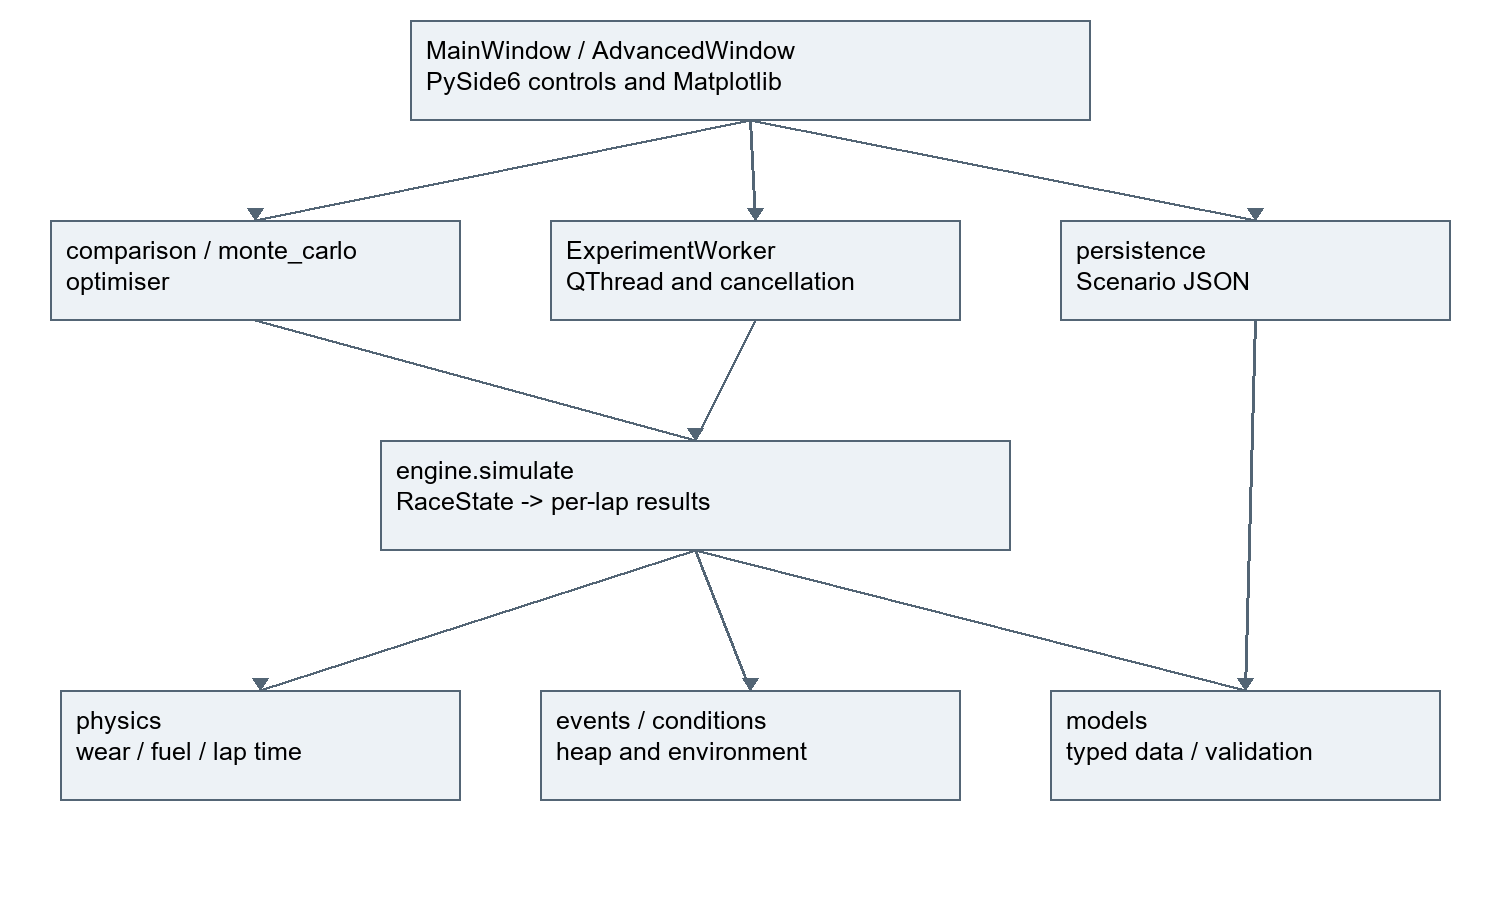 MainWindow / AdvancedWindow
PySide6 controls and Matplotlib
comparison / monte_carlo
optimiser
ExperimentWorker
QThread and cancellation
persistence
Scenario JSON
engine.simulate
RaceState -> per-lap results
physics
wear / fuel / lap time
events / conditions
heap and environment
models
typed data / validation